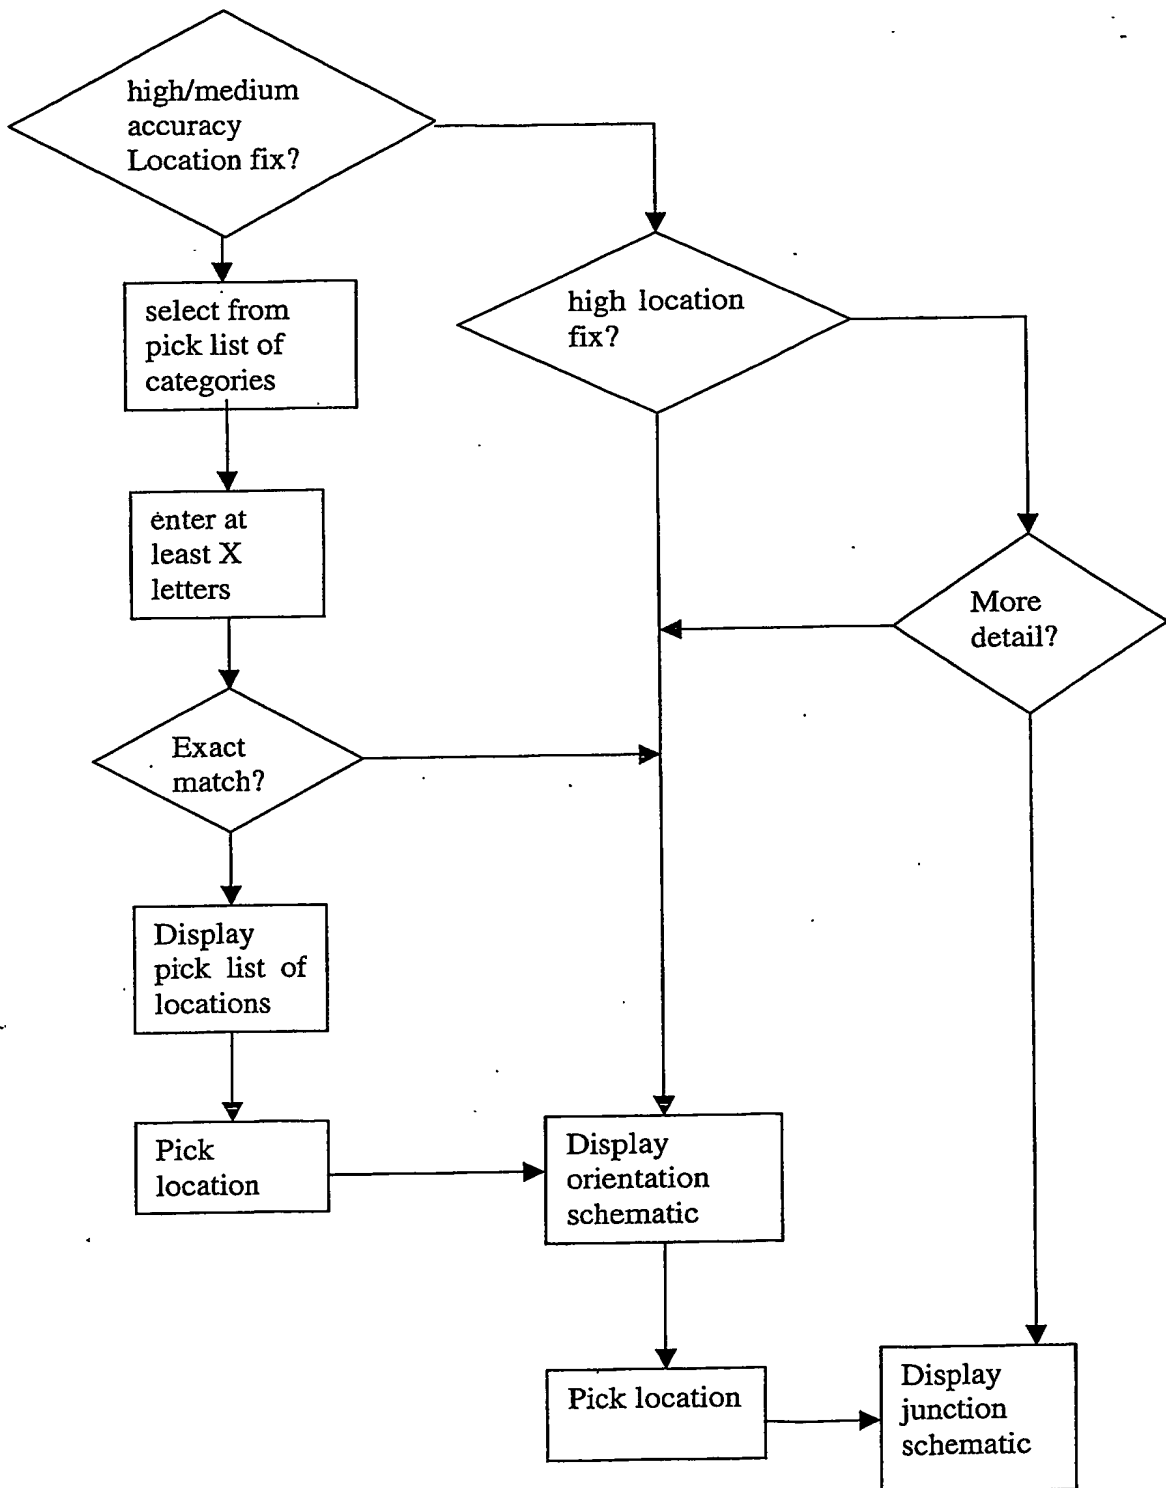 high/medium
accuracy
Location fix?
high location
fix?
select from
pick list of
categories
enter at
least X
letters
More
detail?
Exact
match?
Display
pick list of
locations
Pick
location
Display
orientation
schematic
Pick location
Display
junction
schematic